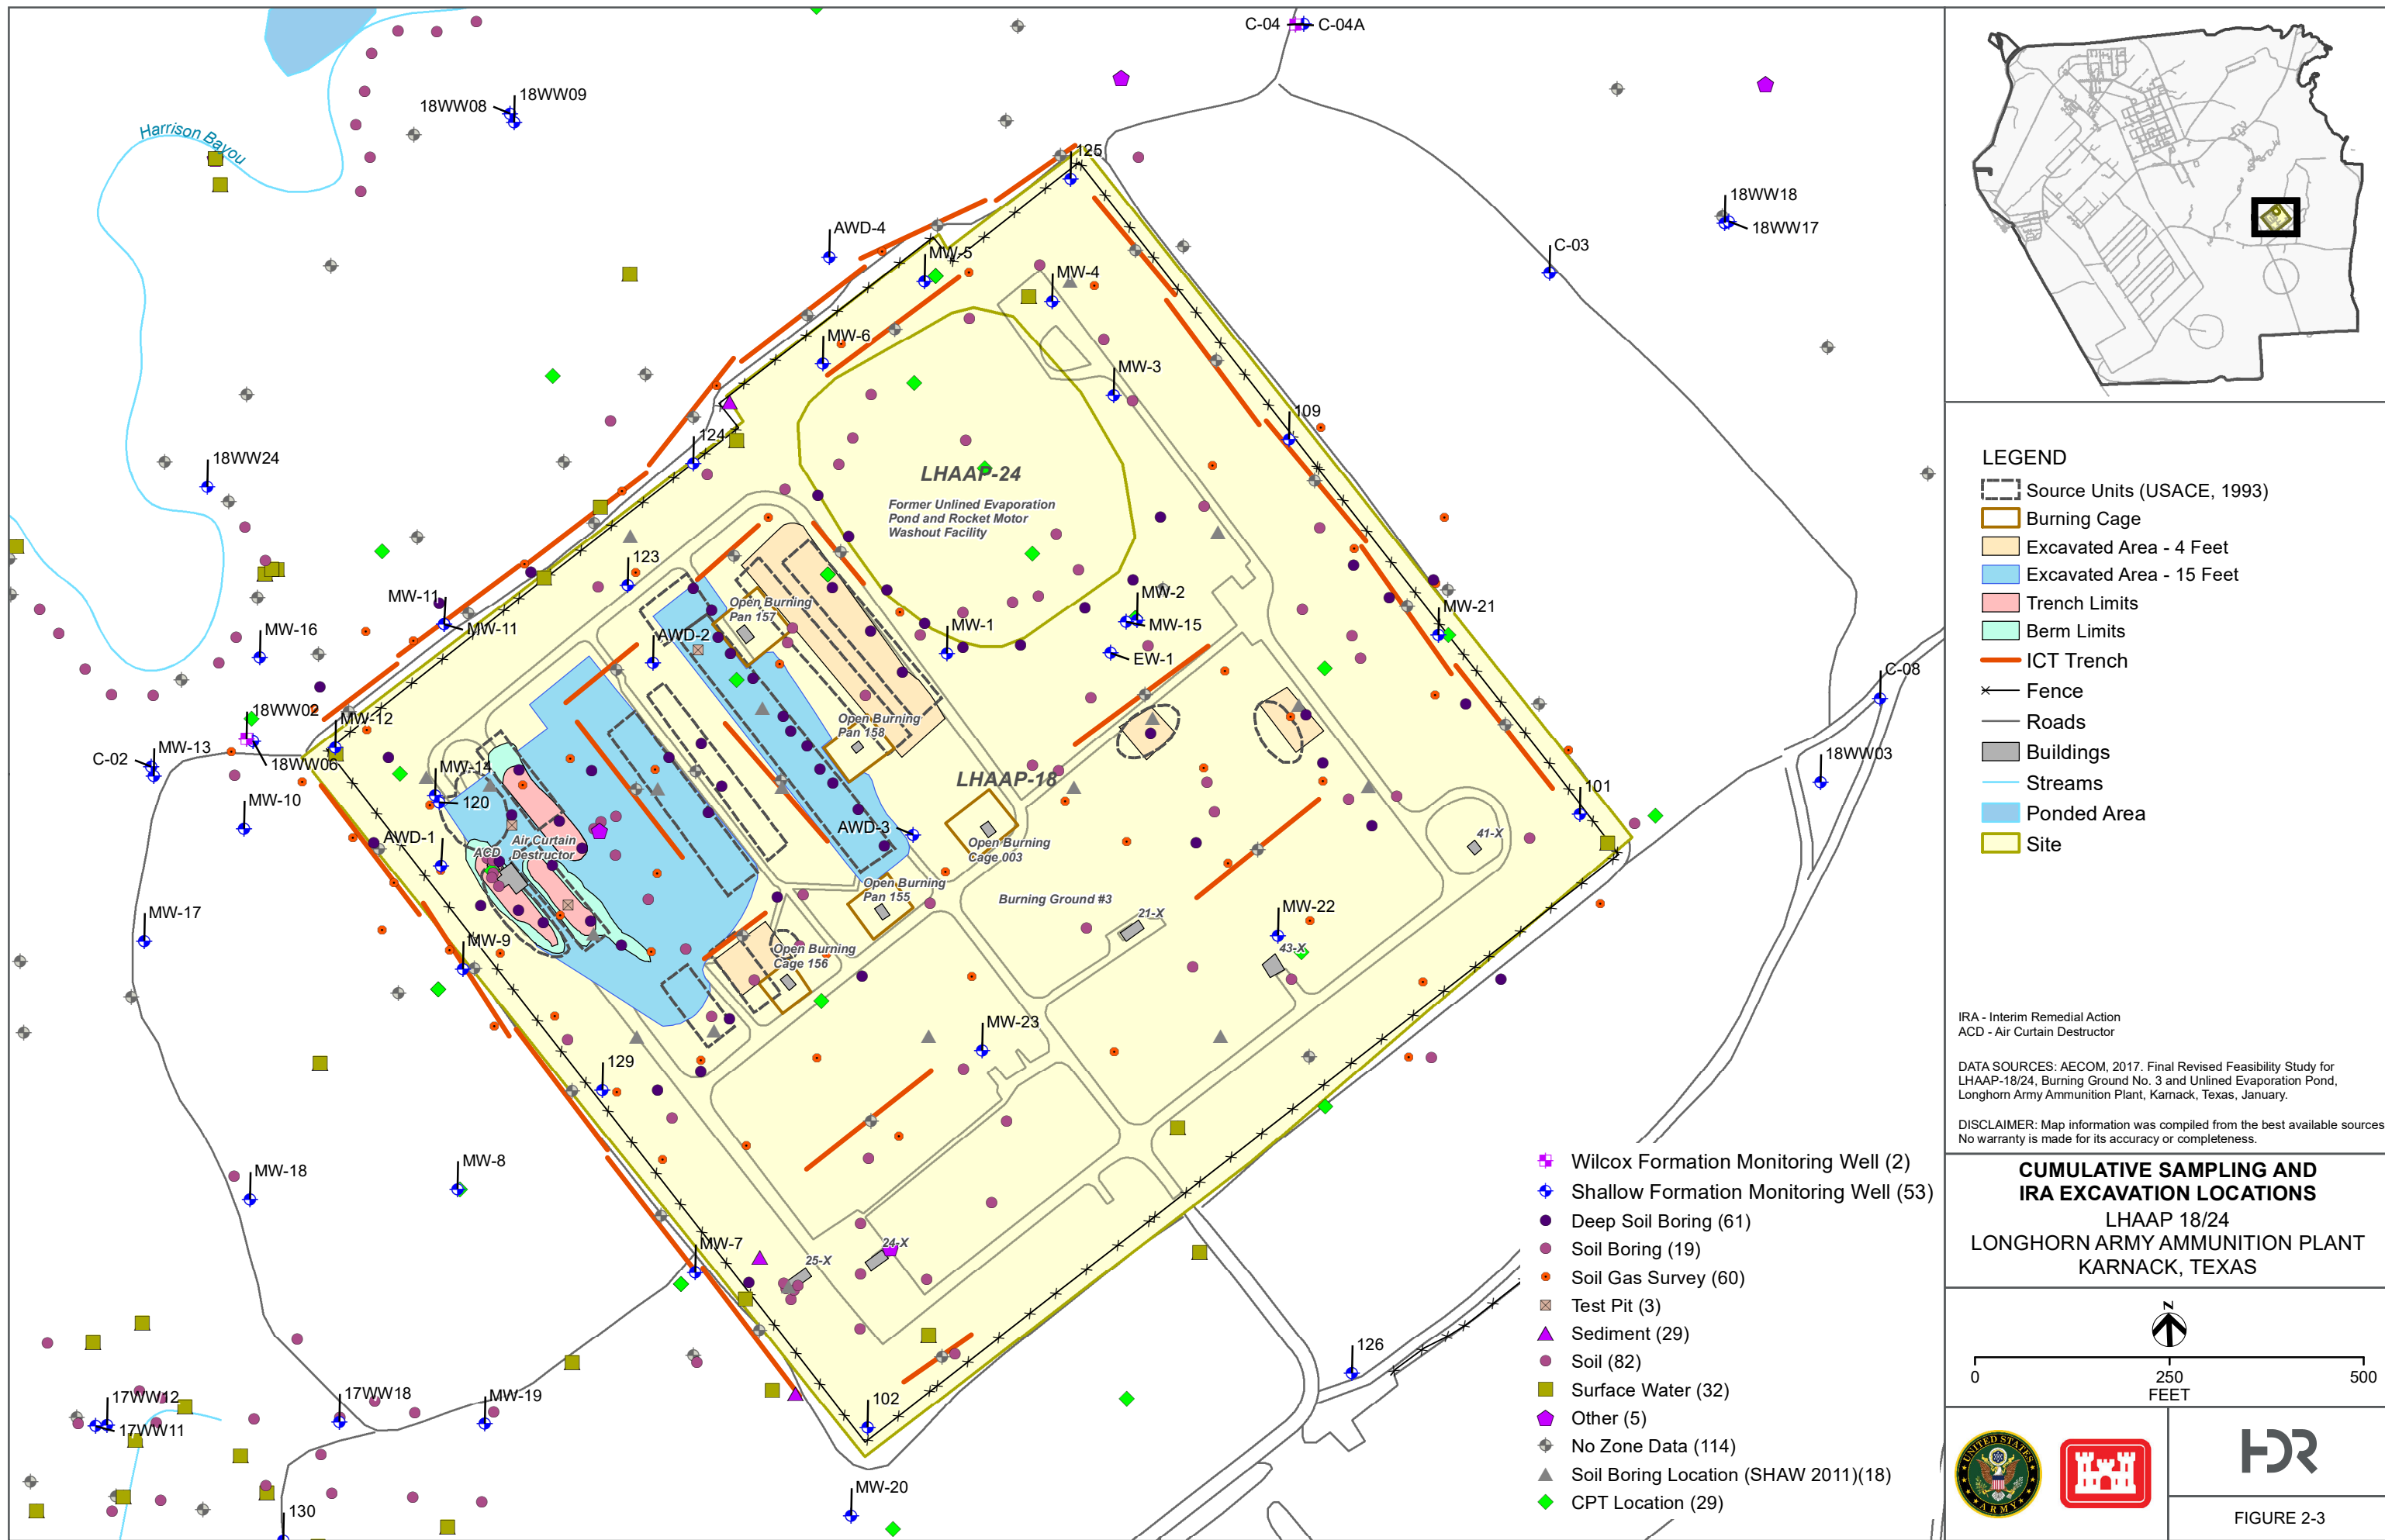 C-04
C-04A
18WW09
18WW08
Harrison Bayou
125
18WW18
18WW17
AWD-4
C-03
MW-5
MW-4
MW-6
MW-3
109
124
18WW24
LHAAP-24
Former Unlined Evaporation
Pond and Rocket Motor
Washout Facility
123
MW-11
MW-11
MW-16
Open Burning
Pan 157
MW-2
MW-15
MW-21
MW-1
AWD-2
EW-1
C-08
18WW02
MW-12
Open Burning
Pan 158
C-02
MW-13
18WW06
MW-14
120
LHAAP-18
18WW03
MW-10
101
AWD-1
AWD-3
ACD
Air Curtain
Destructor
Open Burning
Cage 003
41-X
Open Burning
Pan 155
Burning Ground #3
21-X
MW-17
MW-22
MW-9
Open Burning
Cage 156
43-X
MW-23
129
MW-18
MW-8
MW-7
24-X
25-X
126
17WW12
17WW11
17WW18
MW-19
102
MW-20
130
Wilcox Formation Monitoring Well (2)
Shallow Formation Monitoring Well (53)
Deep Soil Boring (61)
Soil Boring (19)
Soil Gas Survey (60)
Test Pit (3)
Sediment (29)
Soil (82)
Surface Water (32)
Other (5)
No Zone Data (114)
Soil Boring Location (SHAW 2011)(18)
CPT Location (29)
LEGEND
Source Units (USACE, 1993)
Burning Cage
Excavated Area - 4 Feet
Excavated Area - 15 Feet
Trench Limits
Berm Limits
ICT Trench
Fence
Roads
Buildings
Streams
Ponded Area
Site
IRA - Interim Remedial Action
ACD - Air Curtain Destructor
DATA SOURCES: AECOM, 2017. Final Revised Feasibility Study for
LHAAP-18/24, Burning Ground No. 3 and Unlined Evaporation Pond,
Longhorn Army Ammunition Plant, Karnack, Texas, January.
DISCLAIMER: Map information was compiled from the best available sources
No warranty is made for its accuracy or completeness.
CUMULATIVE SAMPLING AND
IRA EXCAVATION LOCATIONS
LHAAP 18/24
LONGHORN ARMY AMMUNITION PLANT
KARNACK, TEXAS
N
0 250 500
FEET
UNITED STATES
ARMY
HDR
FIGURE 2-3